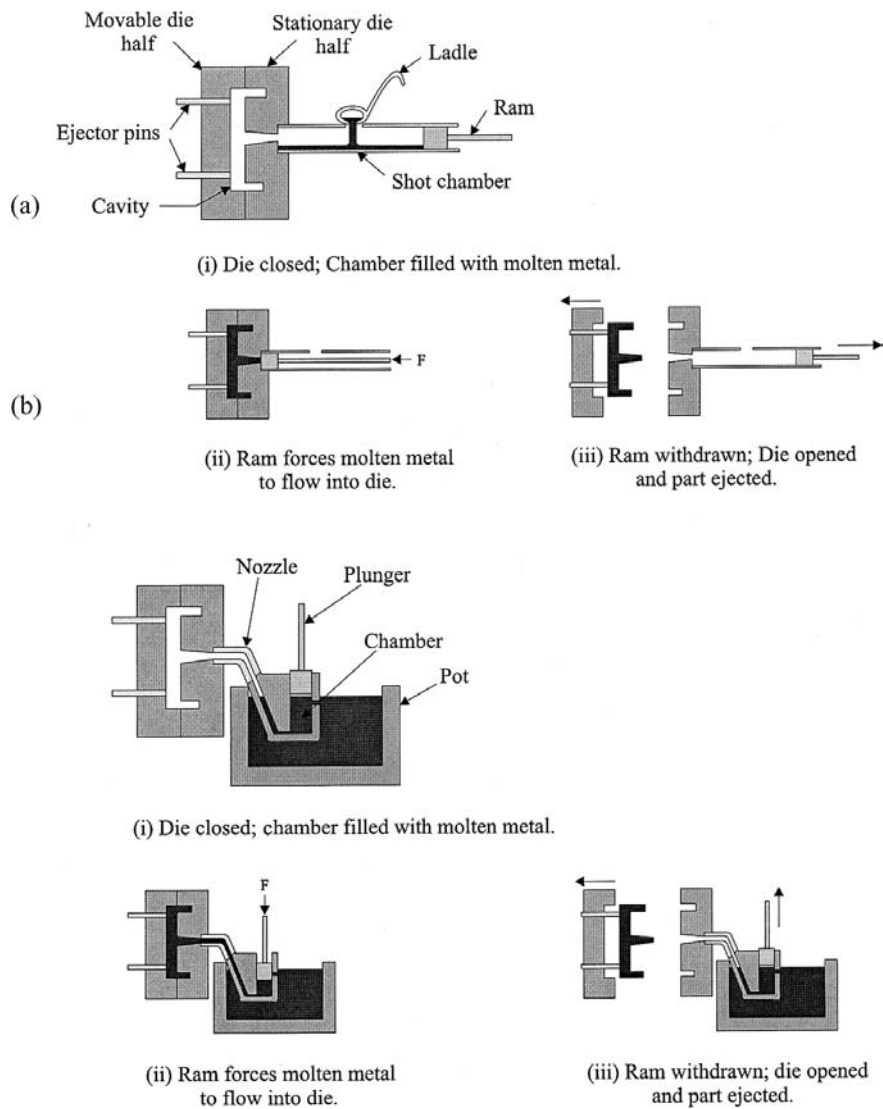 Movable die
half
Stationary die
half
Ladle
Ram
Ejector pins
Shot chamber
Cavity
(a)
(i) Die closed; Chamber filled with molten metal.
F
(b)
(ii) Ram forces molten metal
to flow into die.
(iii) Ram withdrawn; Die opened
and part ejected.
Nozzle
Plunger
Chamber
Pot
(i) Die closed; chamber filled with molten metal.
F
(ii) Ram forces molten metal
to flow into die.
(iii) Ram withdrawn; die opened
and part ejected.